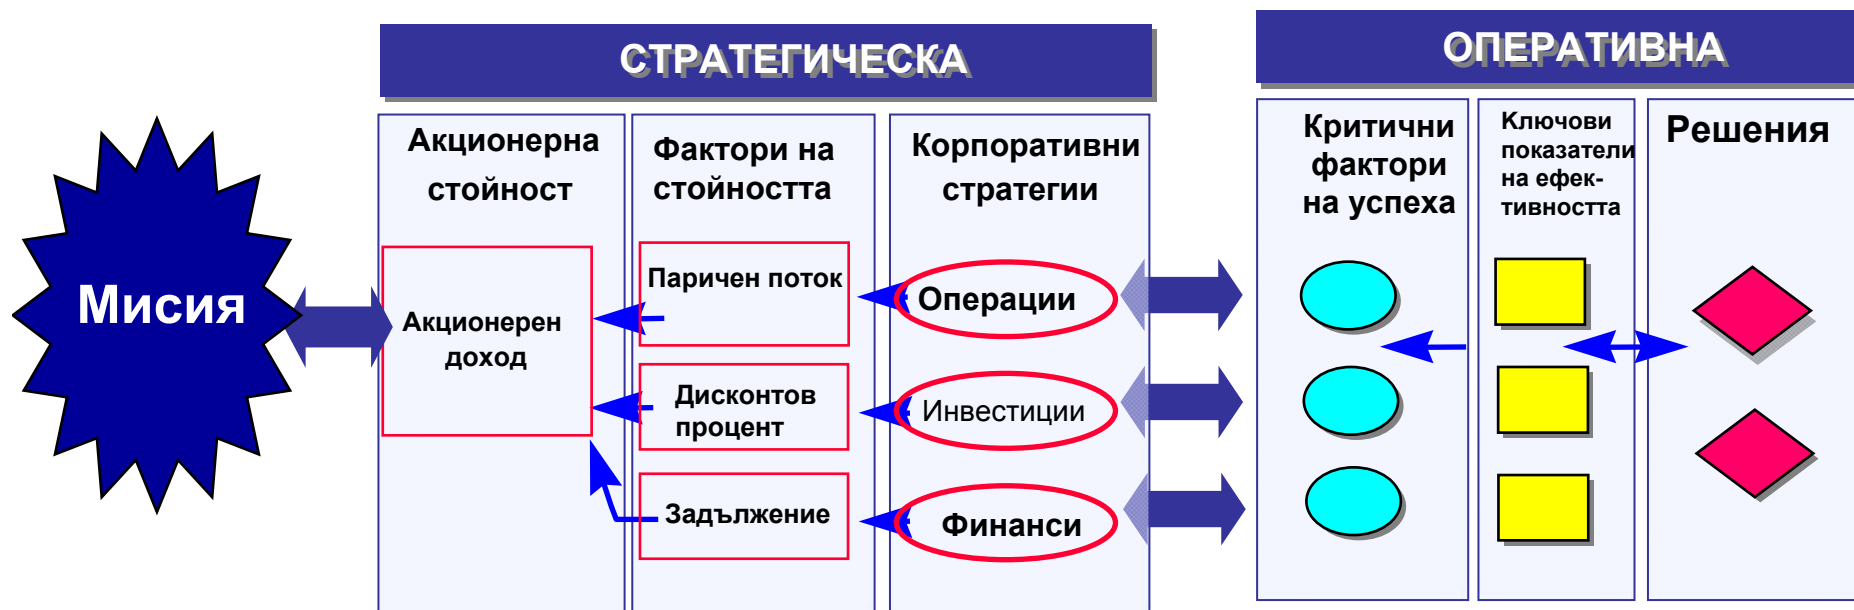 СТРАТЕГИЧЕСКА
ОПЕРАТИВНА
Мисия
Акционерна
стойност
Акционерен
доход
Фактори на
стойността
Паричен поток
Дисконтов
процент
Задължение
Корпоративни
стратегии
Операции
Инвестиции
Финанси
Критични
фактори
на успеха
Ключови
показатели
на ефек-
тивността
Решения